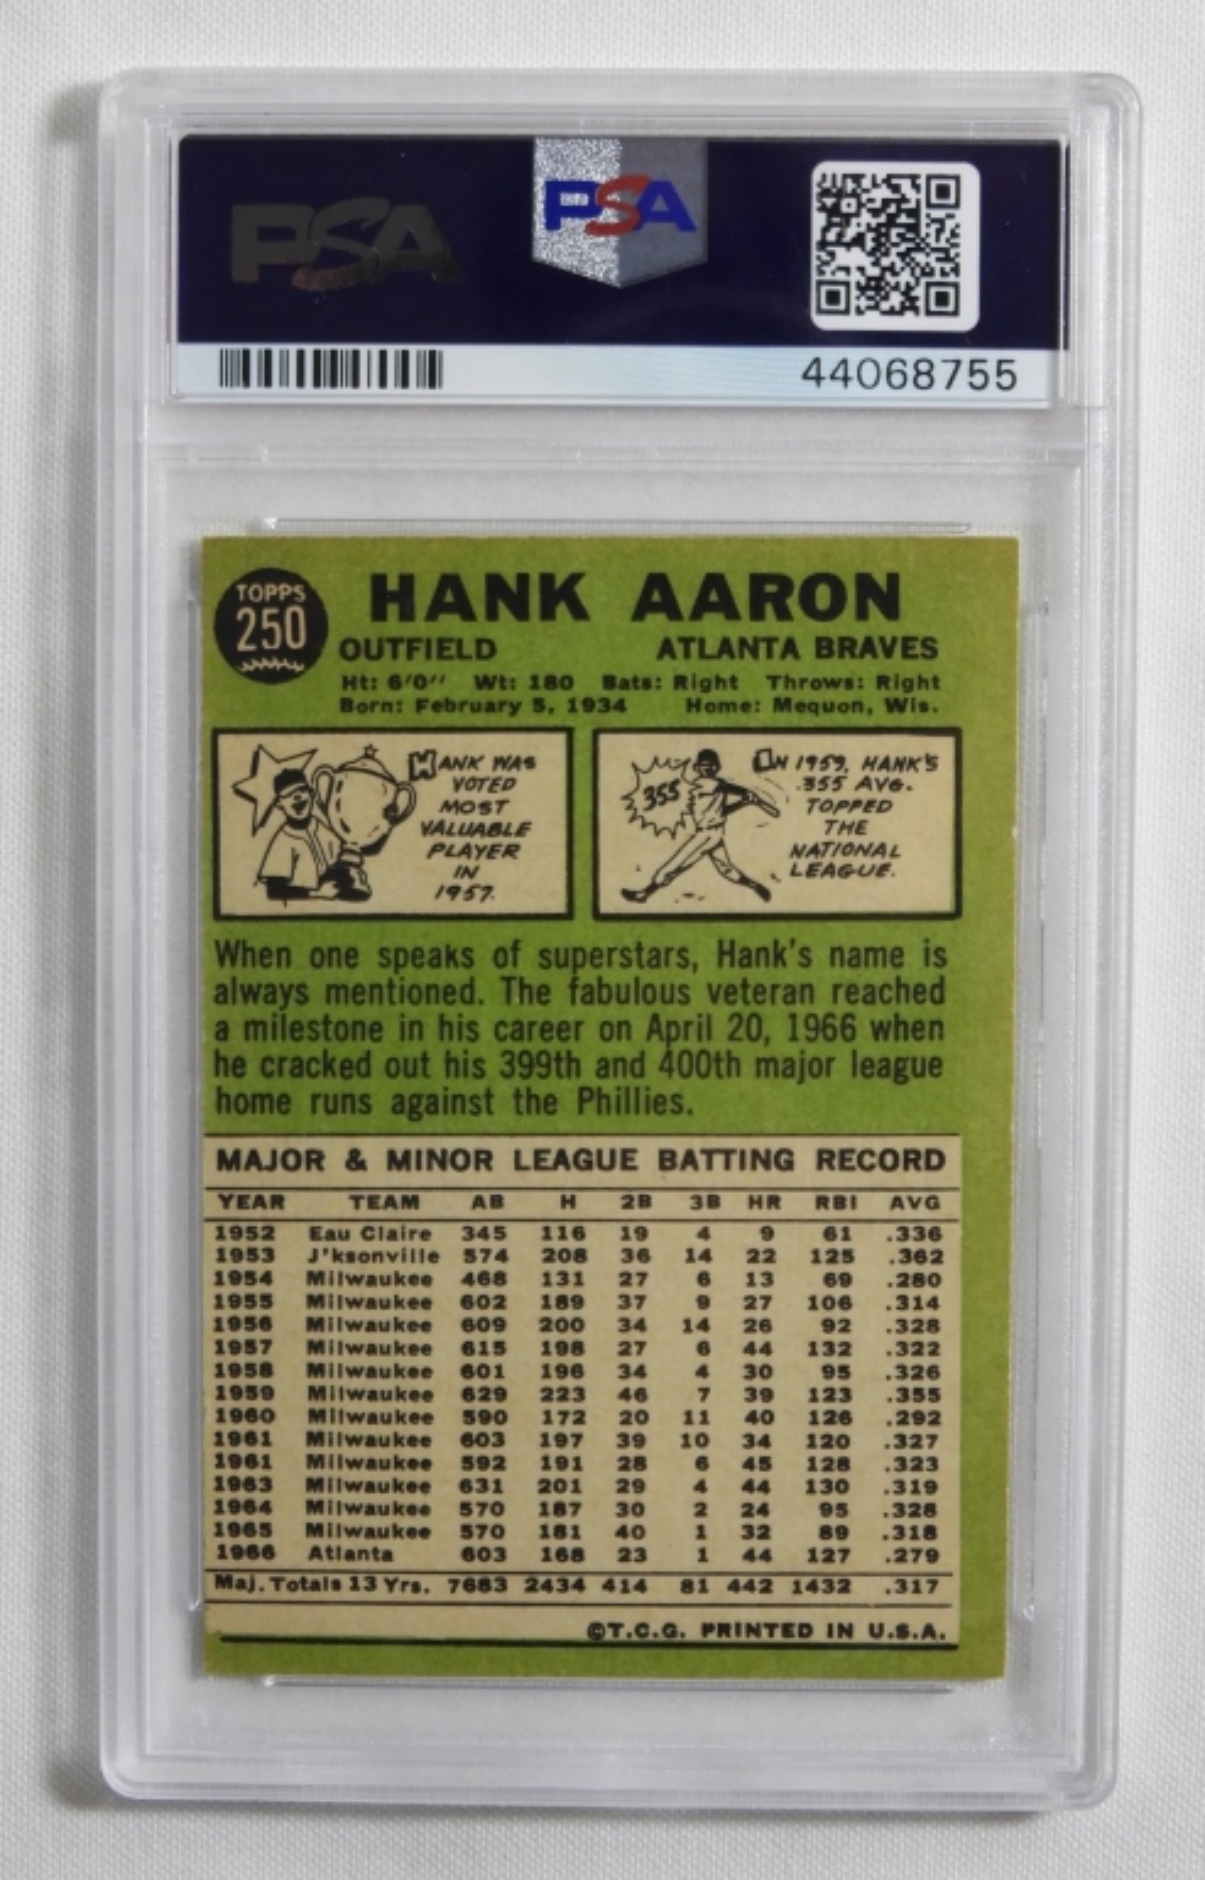 PSA
PSA
44068755
TOPPS
250
HANK AARON
OUTFIELD ATLANTA BRAVES
Ht: 6'0'' Wt: 180 Bats: Right Throws: Right
Born: February 5, 1934 Home: Mequon, Wis.
HANK WAS
VOTED
MOST
VALUABLE
PLAYER
IN
1957.
355
IN 1959, HANK'S
.355 AVG.
TOPPED
THE
NATIONAL
LEAGUE.
When one speaks of superstars, Hank's name is
always mentioned. The fabulous veteran reached
a milestone in his career on April 20, 1966 when
he cracked out his 399th and 400th major league
home runs against the Phillies.
MAJOR & MINOR LEAGUE BATTING RECORD
YEAR TEAM AB H 2B 3B HR RBI AVG
1952 Eau Claire 345 116 19 4 9 61 .336
1953 J'ksonville 574 208 36 14 22 125 .362
1954 Milwaukee 468 131 27 6 13 69 .280
1955 Milwaukee 602 189 37 9 27 106 .314
1956 Milwaukee 609 200 34 14 26 92 .328
1957 Milwaukee 615 198 27 6 44 132 .322
1958 Milwaukee 601 196 34 4 30 95 .326
1959 Milwaukee 629 223 46 7 39 123 .355
1960 Milwaukee 590 172 20 11 40 126 .292
1961 Milwaukee 603 197 39 10 34 120 .327
1961 Milwaukee 592 191 28 6 45 128 .323
1963 Milwaukee 631 201 29 4 44 130 .319
1964 Milwaukee 570 187 30 2 24 95 .328
1965 Milwaukee 570 181 40 1 32 89 .318
1966 Atlanta 603 168 23 1 44 127 .279
Maj. Totals 13 Yrs. 7683 2434 414 81 442 1432 .317
©T.C.G. PRINTED IN U.S.A.